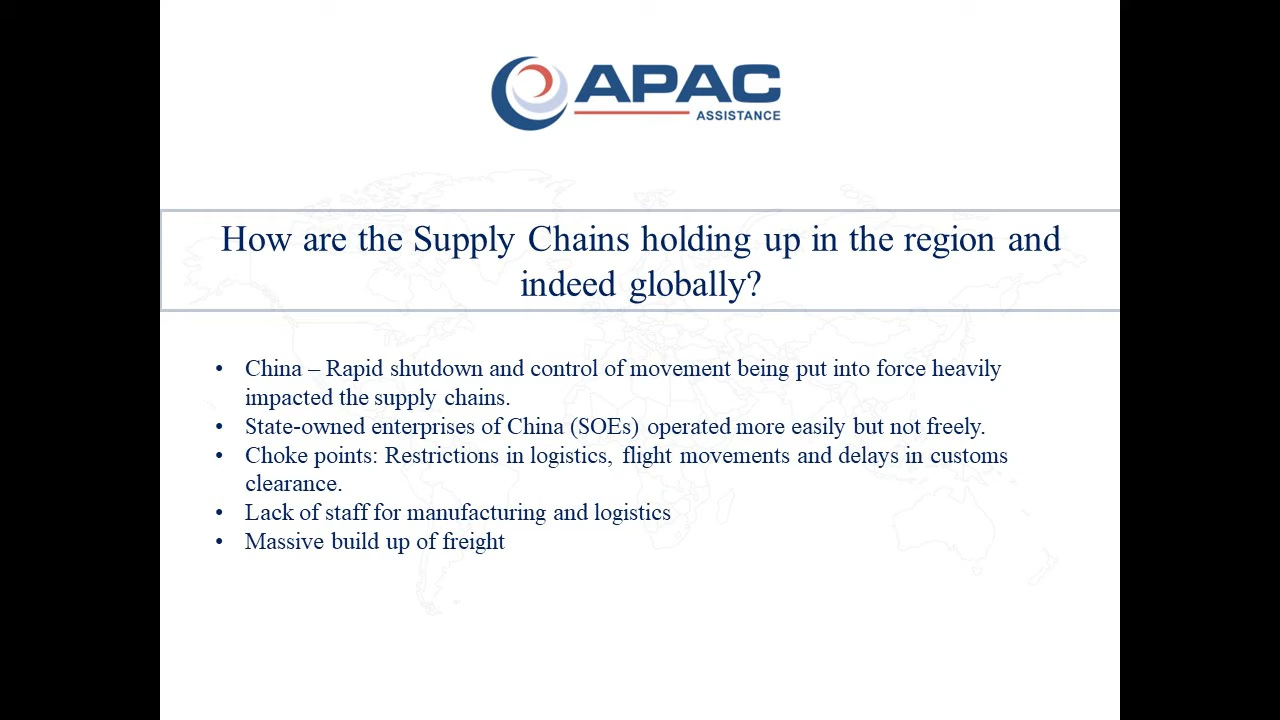 APAC
ASSISTANCE
How are the Supply Chains holding up in the region and
indeed globally?
• China – Rapid shutdown and control of movement being put into force heavily
impacted the supply chains.
• State-owned enterprises of China (SOEs) operated more easily but not freely.
• Choke points: Restrictions in logistics, flight movements and delays in customs
clearance.
• Lack of staff for manufacturing and logistics
• Massive build up of freight